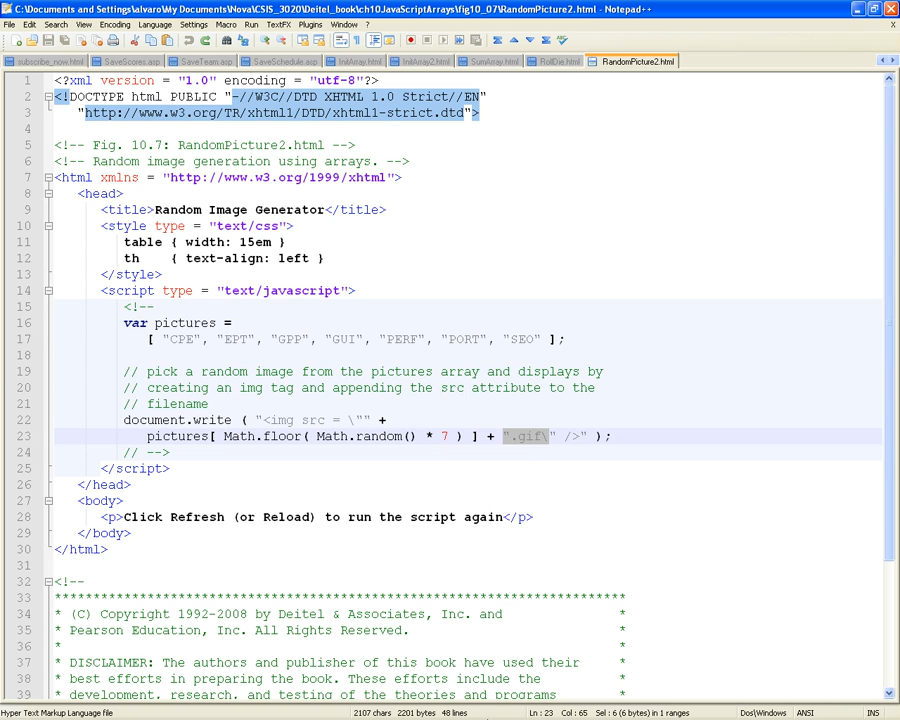 C:\Documents and Settings\alvaro\My Documents\Nova\CSIS_3020\Deitel_book\ch10JavaScriptArrays\fig10_07\RandomPicture2.html - Notepad++
File Edit Search View Encoding Language Settings Macro Run TextFX Plugins Window ?
X
subscribe_now.html SaveScores.asp SaveTeam.asp SaveSchedule.asp InitArray.html InitArray2.html SumArray.html RollDie.html RandomPicture2.html
1 <?xml version = "1.0" encoding = "utf-8"?>
2 <!DOCTYPE html PUBLIC "-//W3C//DTD XHTML 1.0 Strict//EN"
3 "http://www.w3.org/TR/xhtml1/DTD/xhtml1-strict.dtd">
4
5 <!-- Fig. 10.7: RandomPicture2.html -->
6 <!-- Random image generation using arrays. -->
7 <html xmlns = "http://www.w3.org/1999/xhtml">
8 <head>
9 <title>Random Image Generator</title>
10 <style type = "text/css">
11 table { width: 15em }
12 th { text-align: left }
13 </style>
14 <script type = "text/javascript">
15 <!--
16 var pictures =
17 [ "CPE", "EPT", "GPP", "GUI", "PERF", "PORT", "SEO" ];
18
19 // pick a random image from the pictures array and displays by
20 // creating an img tag and appending the src attribute to the
21 // filename
22 document.write ( "<img src = \"" +
23 pictures[ Math.floor( Math.random() * 7 ) ] + ".gif\" />" );
24 // -->
25 </script>
26 </head>
27 <body>
28 <p>Click Refresh (or Reload) to run the script again</p>
29 </body>
30 </html>
31
32 <!--
33 **************************************************************************
34 * (C) Copyright 1992-2008 by Deitel & Associates, Inc. and *
35 * Pearson Education, Inc. All Rights Reserved. *
36 * *
37 * DISCLAIMER: The authors and publisher of this book have used their *
38 * best efforts in preparing the book. These efforts include the *
39 * development, research, and testing of the theories and programs *
Hyper Text Markup Language file 2107 chars 2201 bytes 48 lines Ln : 23 Col : 65 Sel : 6 (6 bytes) in 1 ranges Dos\Windows ANSI INS